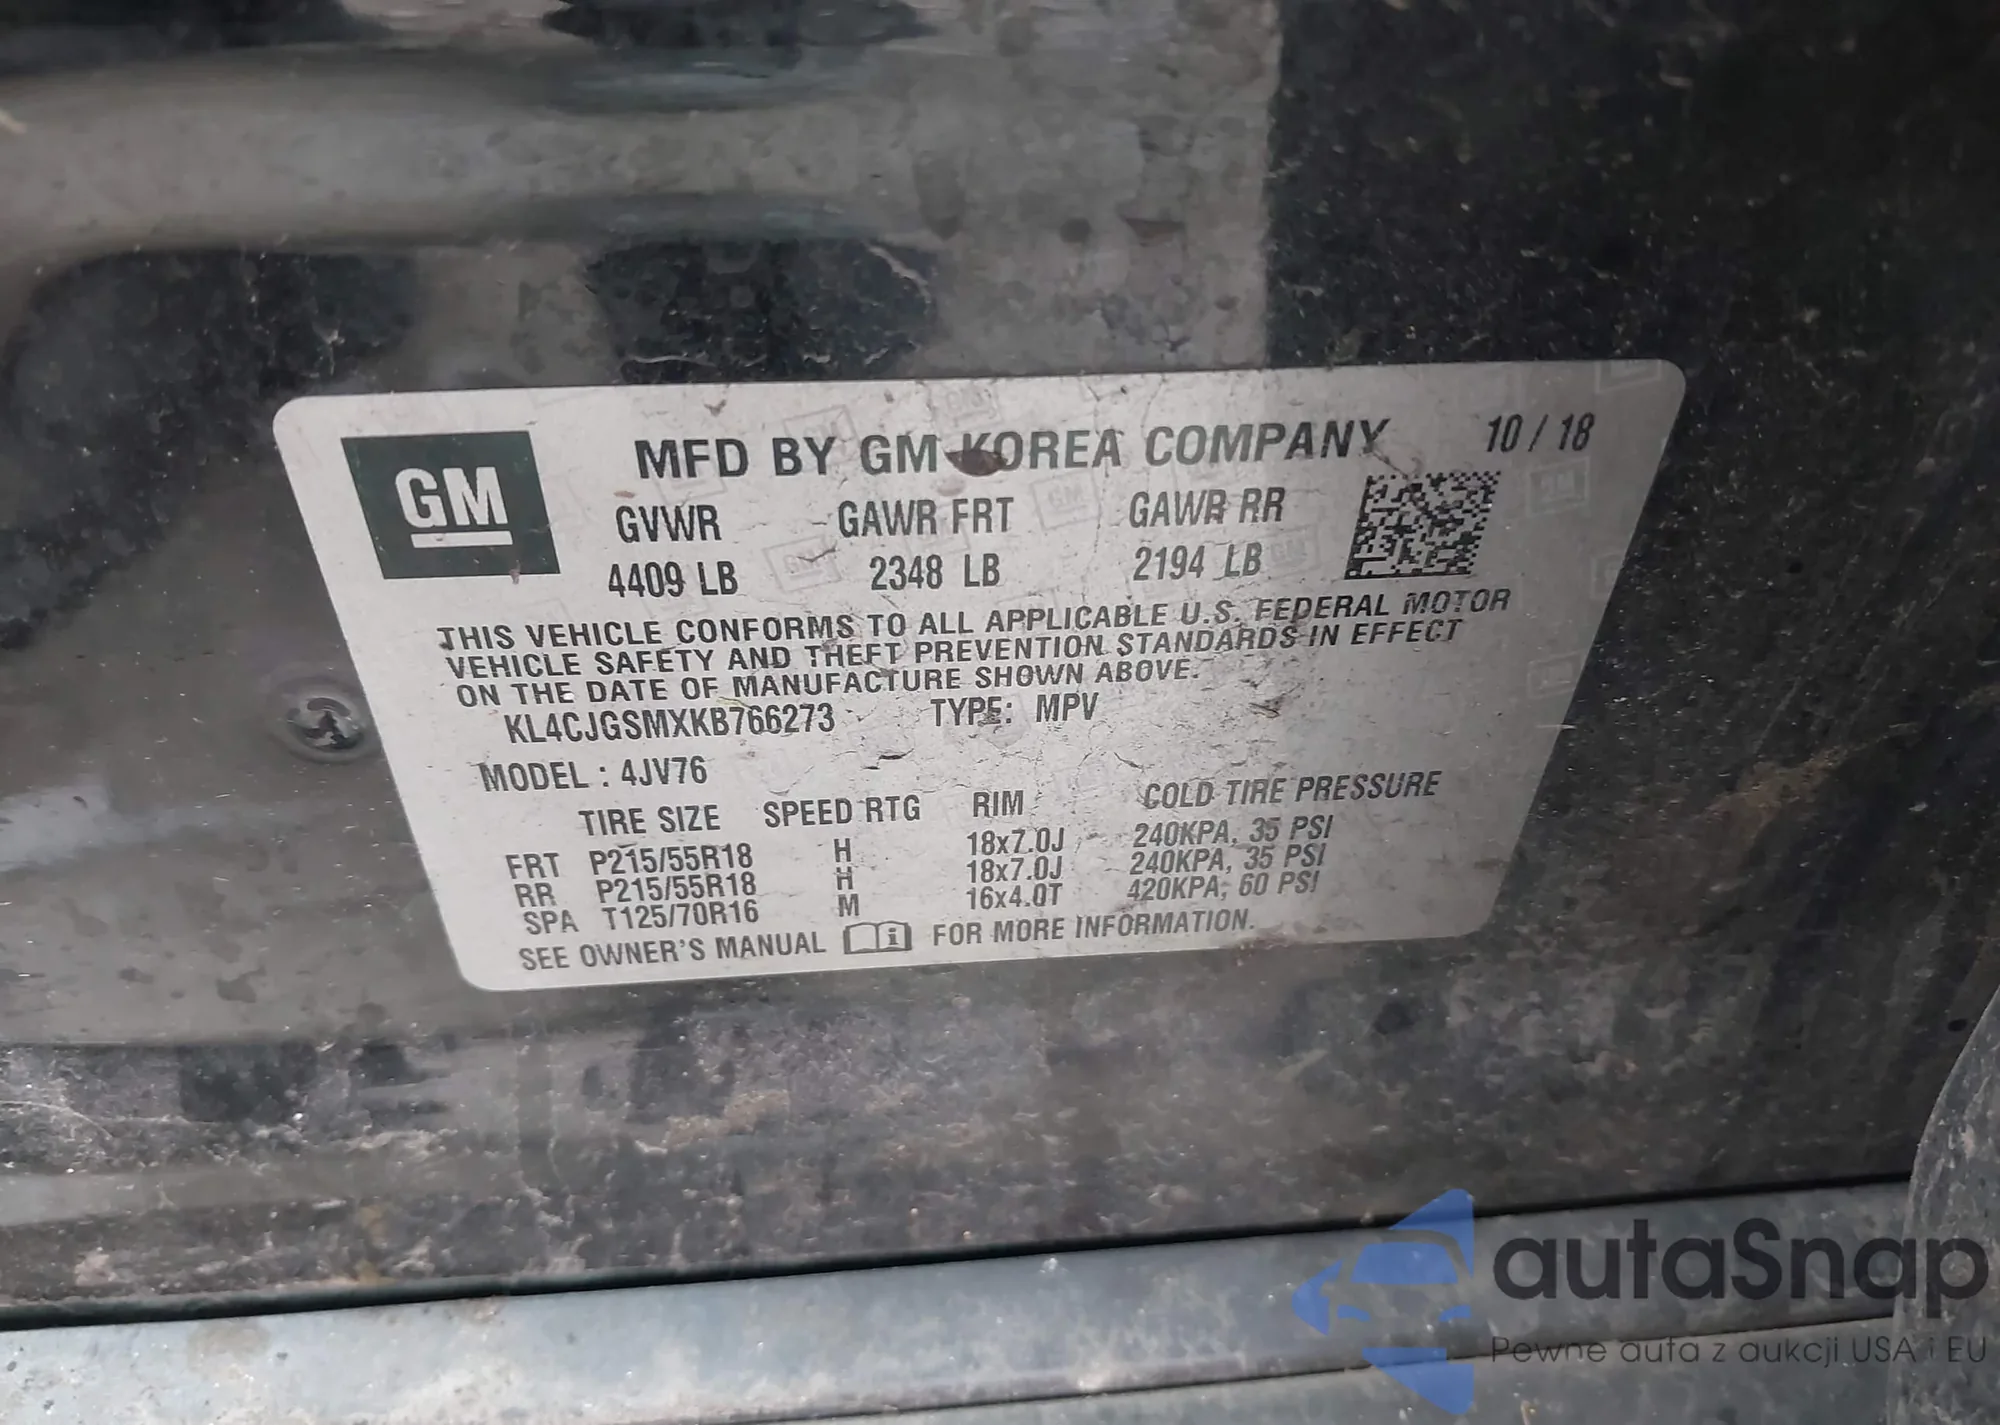 MFD BY GM KOREA COMPANY 10 / 18
GM
GVWR GAWR FRT GAWR RR
4409 LB 2348 LB 2194 LB
THIS VEHICLE CONFORMS TO ALL APPLICABLE U.S. FEDERAL MOTOR
VEHICLE SAFETY AND THEFT PREVENTION STANDARDS IN EFFECT
ON THE DATE OF MANUFACTURE SHOWN ABOVE.
KL4CJGSMXKB766273 TYPE: MPV
MODEL : 4JV76
TIRE SIZE SPEED RTG RIM COLD TIRE PRESSURE
FRT P215/55R18 H 18x7.0J 240KPA, 35 PSI
RR P215/55R18 H 18x7.0J 240KPA, 35 PSI
SPA T125/70R16 M 16x4.0T 420KPA, 60 PSI
SEE OWNER'S MANUAL i FOR MORE INFORMATION.
autaSnap
Pewne auta z aukcji USA i EU